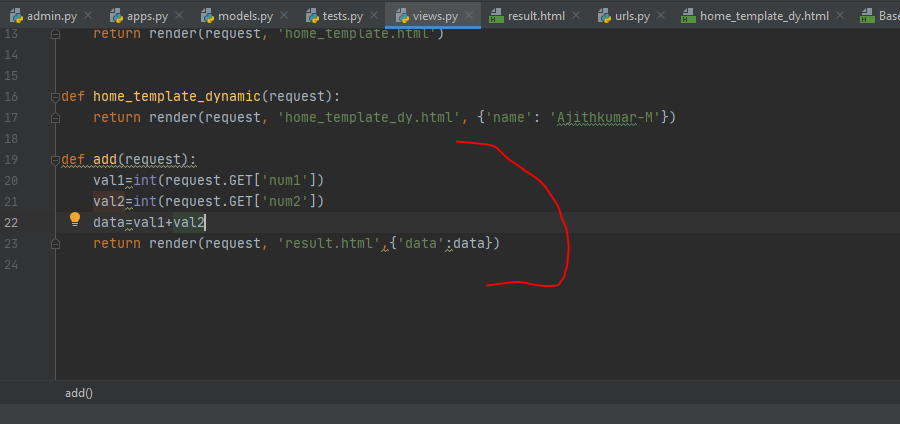 admin.py apps.py models.py tests.py views.py result.html urls.py home_template_dy.html Bas
13 return render(request, 'home_template.html')
14
15
16 def home_template_dynamic(request):
17 return render(request, 'home_template_dy.html', {'name': 'Ajithkumar-M'})
18
19 def add(request):
20 val1=int(request.GET['num1'])
21 val2=int(request.GET['num2'])
22 data=val1+val2
23 return render(request, 'result.html',{'data':data})
24
add()